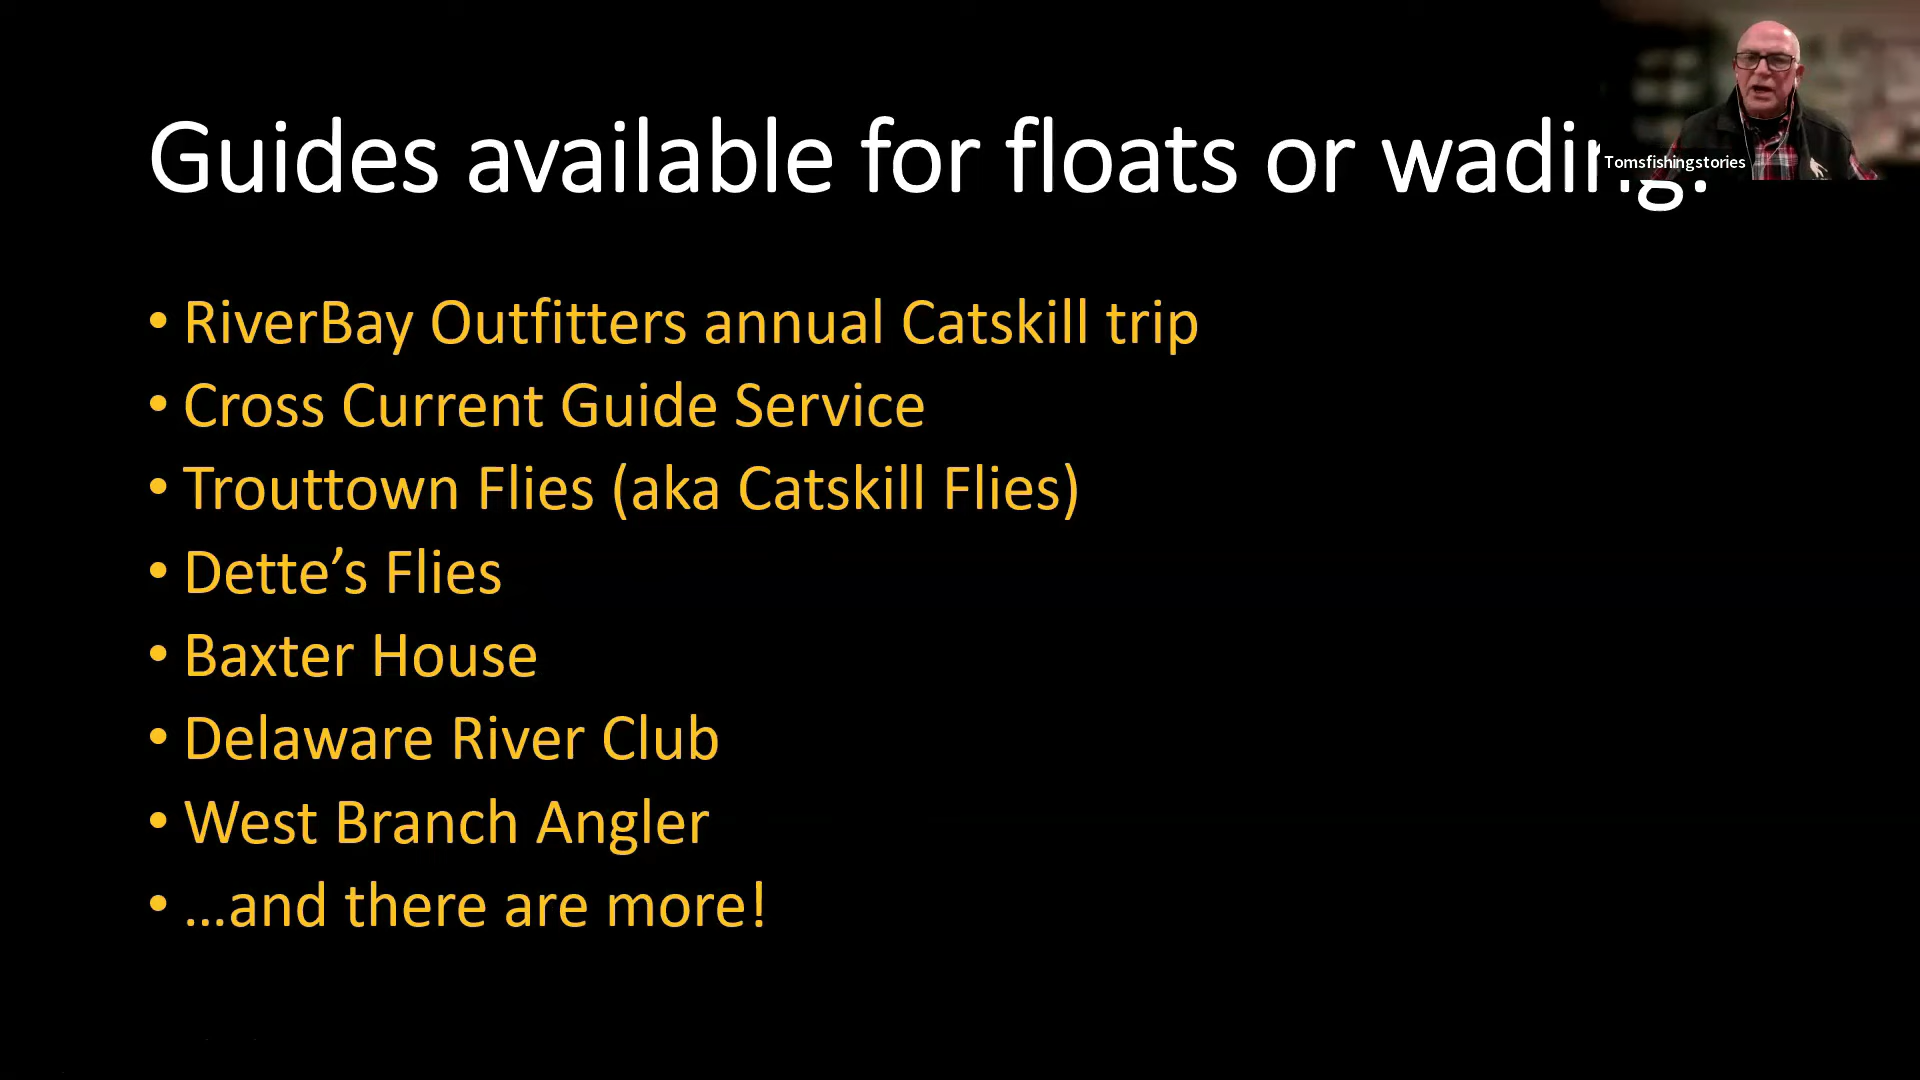 Guides available for floats or wading:
Tomsfishingstories
• RiverBay Outfitters annual Catskill trip
• Cross Current Guide Service
• Trouttown Flies (aka Catskill Flies)
• Dette’s Flies
• Baxter House
• Delaware River Club
• West Branch Angler
• …and there are more!